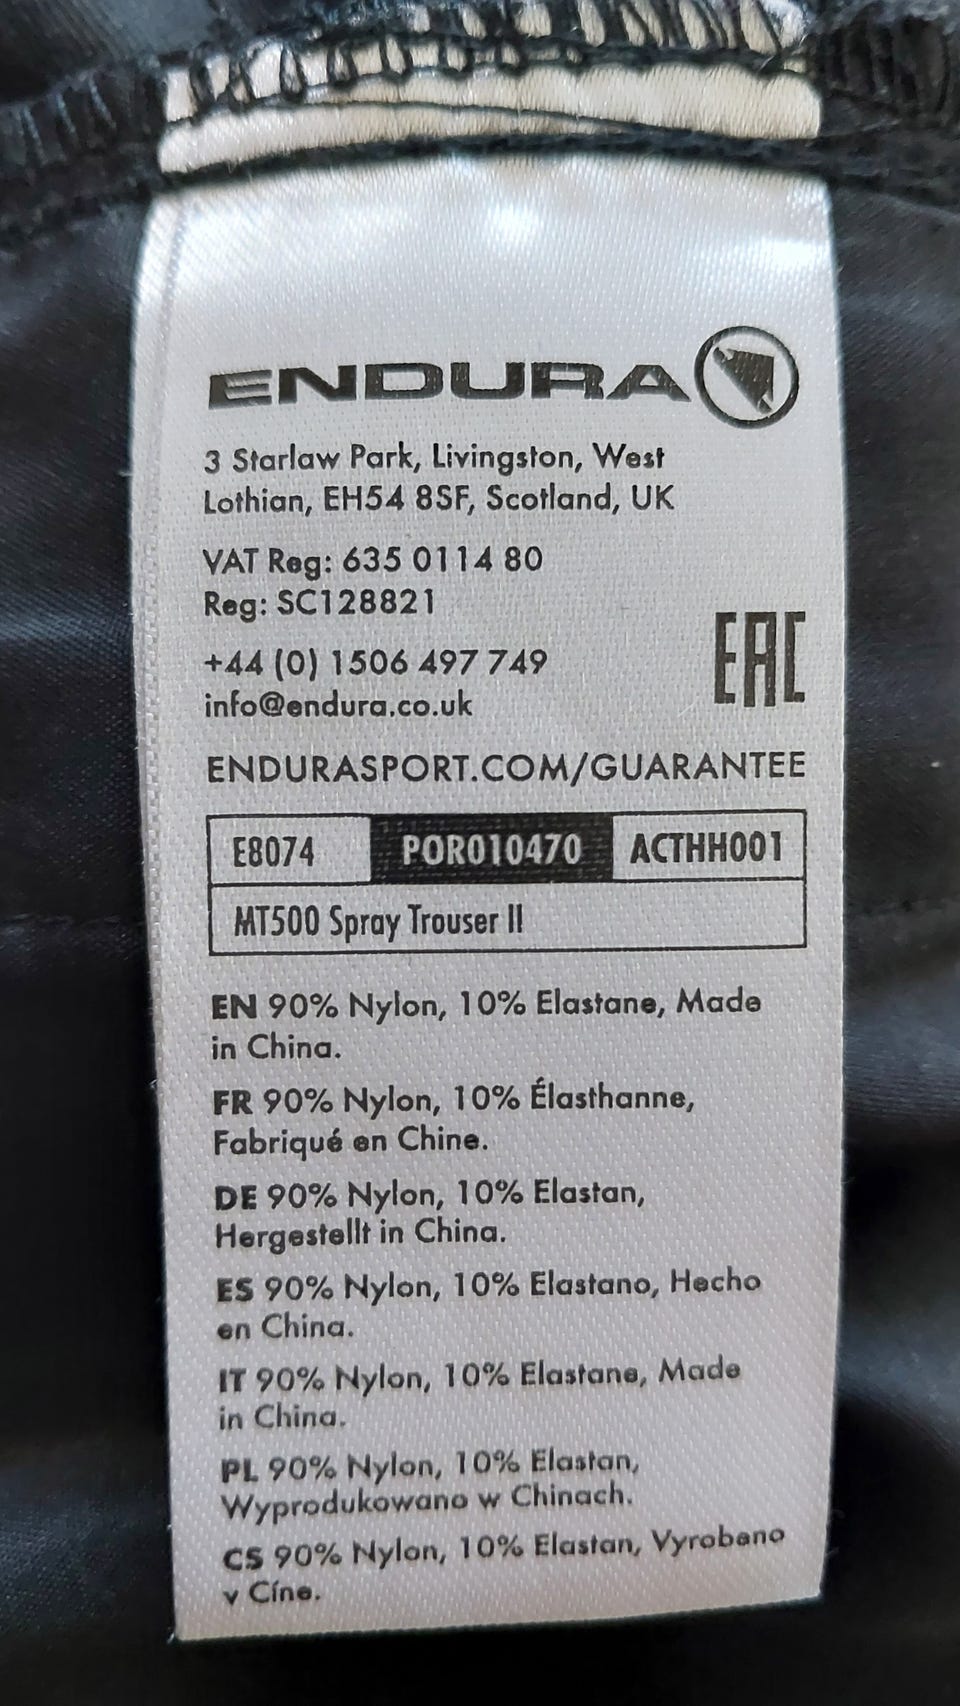 ENDURA
3 Starlaw Park, Livingston, West
Lothian, EH54 8SF, Scotland, UK
VAT Reg: 635 0114 80
Reg: SC128821
+44 (0) 1506 497 749
info@endura.co.uk
EAC
ENDURASPORT.COM/GUARANTEE
E8074 POR010470 ACTHH001
MT500 Spray Trouser II
EN 90% Nylon, 10% Elastane, Made
in China.
FR 90% Nylon, 10% Élasthanne,
Fabriqué en Chine.
DE 90% Nylon, 10% Elastan,
Hergestellt in China.
ES 90% Nylon, 10% Elastano, Hecho
en China.
IT 90% Nylon, 10% Elastane, Made
in China.
PL 90% Nylon, 10% Elastan,
Wyprodukowano w Chinach.
CS 90% Nylon, 10% Elastan, Vyrobeno
v Cíne.